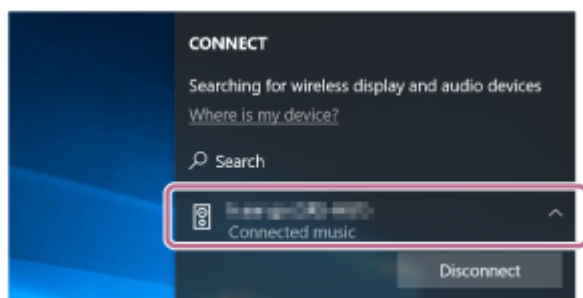 CONNECT
Searching for wireless display and audio devices
Where is my device?
Search
Connected music
Disconnect